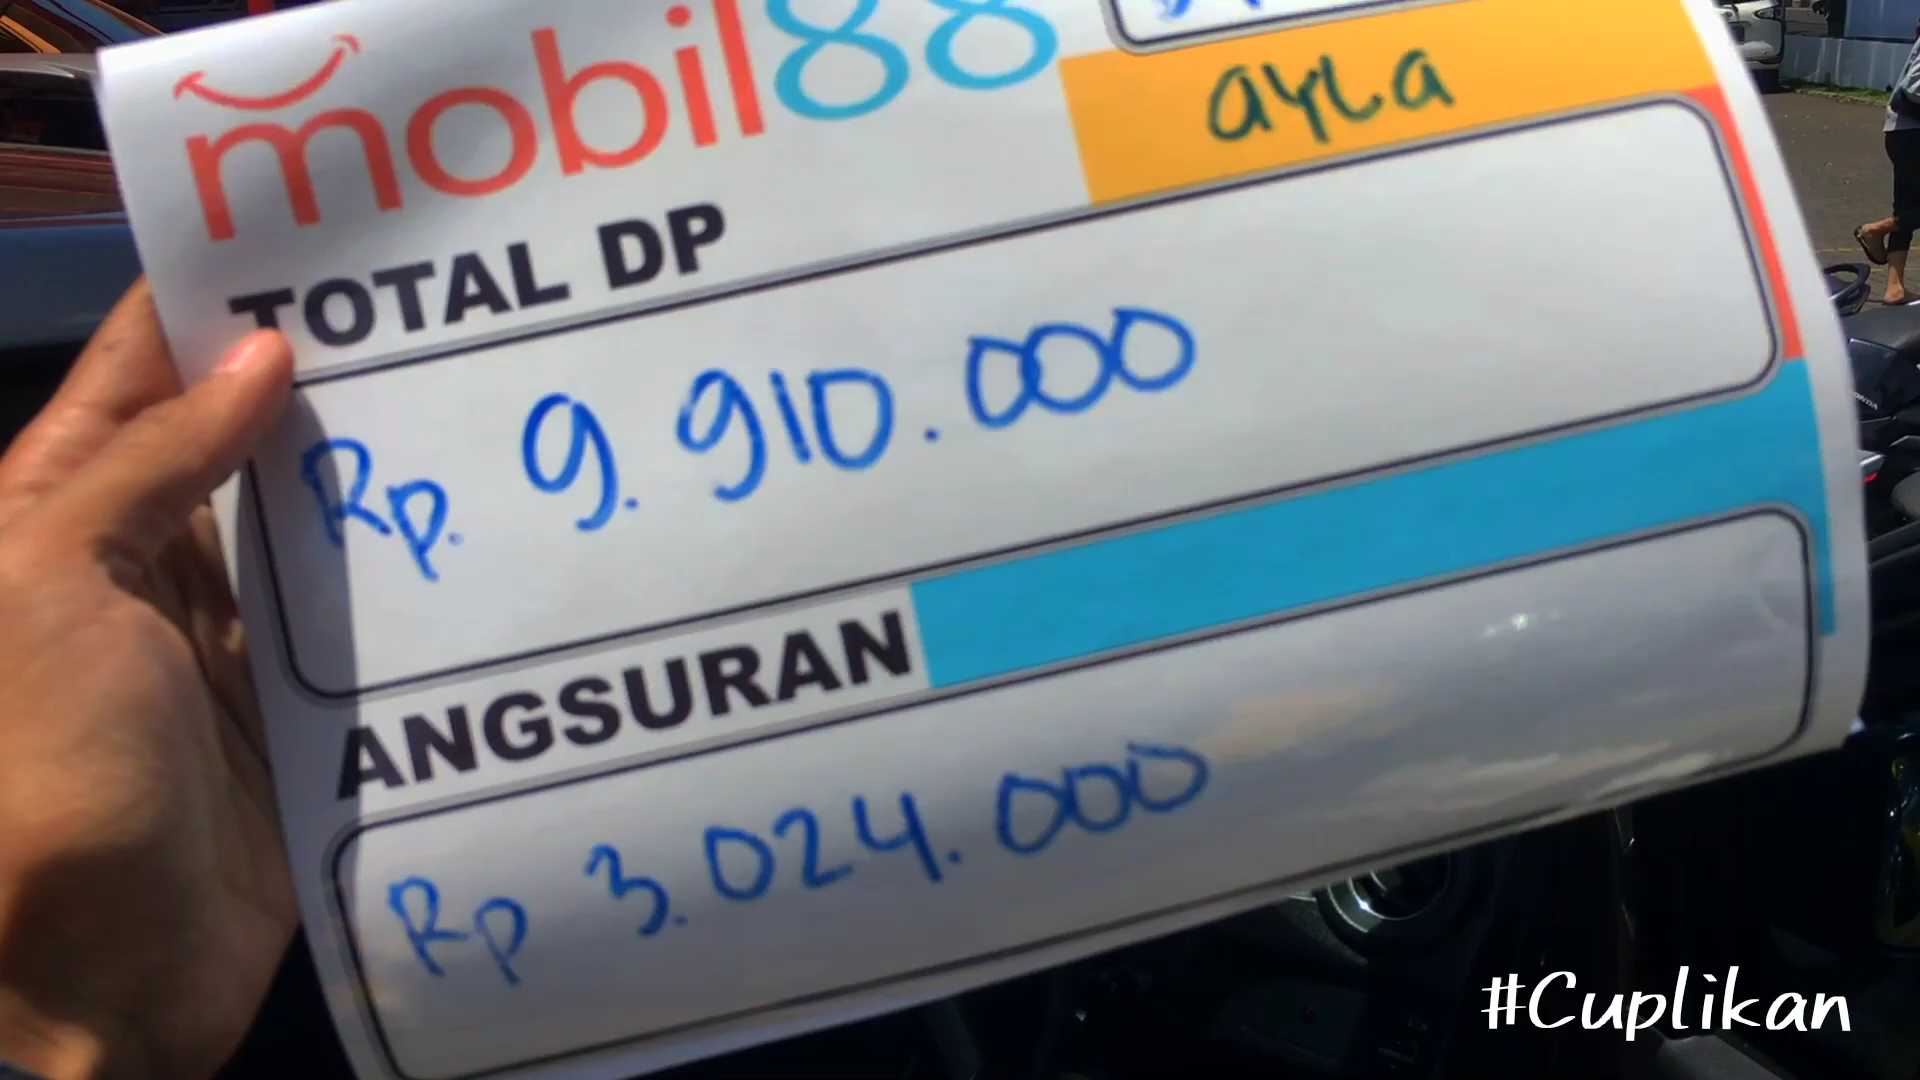 mobil88
ayla
TOTAL DP
Rp. 9.910.000
ANGSURAN
Rp 3.024.000
#Cuplikan